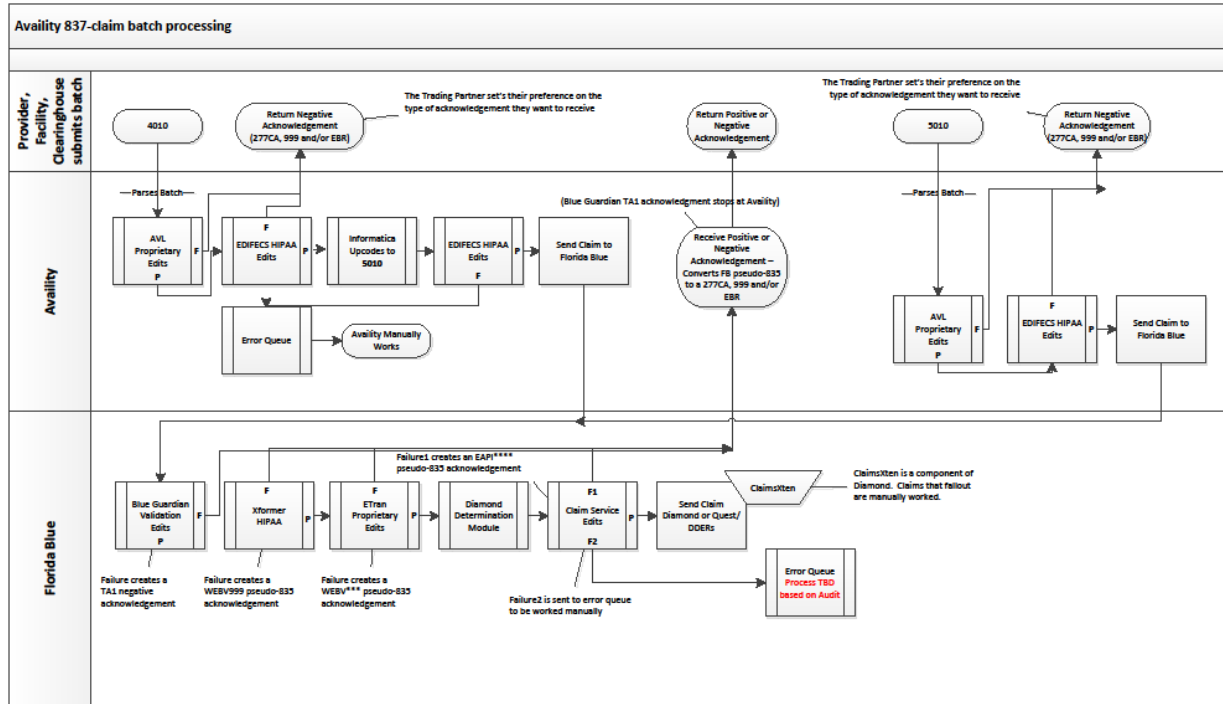 Availity 837-claim batch processing
Provider,
Facility,
Clearinghouse
submits batch
4010
Return Negative
Acknowledgement
(277CA, 999 and/or EBR)
The Trading Partner set's their preference on the
type of acknowledgement they want to receive
Return Positive or
Negative
Acknowledgement
The Trading Partner set's their preference on the
type of acknowledgement they want to receive
5010
Return Negative
Acknowledgement
(277CA, 999 and/or EBR)
Availity
Parses Batch
AVL
Proprietary
Edits
F
P
F
EDIFECS HIPAA
Edits
P
Informatica
Upcodes to
5010
EDIFECS HIPAA
Edits
P
F
Send Claim to
Florida Blue
Error Queue
Availity Manually
Works
(Blue Guardian TA1 acknowledgment stops at Availity)
Receive Positive or
Negative
Acknowledgement –
Converts FB pseudo-835
to a 277CA, 999 and/or
EBR
Parses Batch
AVL
Proprietary
Edits
F
P
F
EDIFECS HIPAA
Edits
P
Send Claim to
Florida Blue
Florida Blue
Blue Guardian
Validation
Edits
F
P
Failure creates a
TA1 negative
acknowledgement
F
Xformer
HIPAA
P
Failure creates a
WEBV999 pseudo-835
acknowledgement
F
ETran
Proprietary
Edits
P
Failure creates a
WEBV*** pseudo-835
acknowledgement
Diamond
Determination
Module
Failure1 creates an EAPI****
pseudo-835 acknowledgement
F1
Claim Service
Edits
P
F2
Failure2 is sent to error queue
to be worked manually
Send Claim
Diamond or Quest/
DDERs
ClaimsXten
ClaimsXten is a component of
Diamond. Claims that fallout
are manually worked.
Error Queue
Process TBD
based on Audit